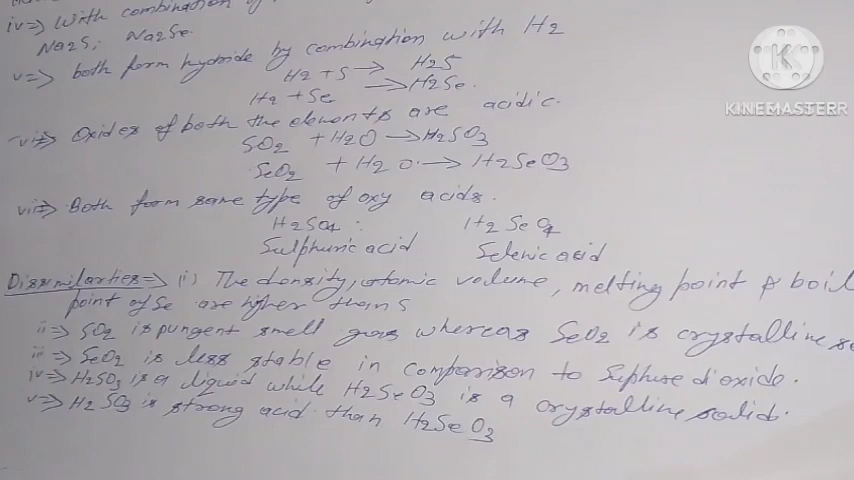 iv⇒ With combination of
Na2S, Na2Se.
v⇒ both form hydride by combination with H2
H2 + S → H2S
H2 + Se → H2Se.
vi⇒ Oxides of both the elements are acidic.
SO2 + H2O → H2SO3
SeO2 + H2O → H2SeO3
vii⇒ Both form same type of oxy acids.
H2SO4 : H2SeO4
Sulphuric acid Selenic acid
Dissimilarties⇒ (i) The density, atomic volume, melting point & boil
point of Se are higher than S
ii⇒ SO2 is pungent smell gas whereas SeO2 is crystalline so
iii⇒ SeO2 is less stable in comparison to Suphur dioxide.
iv⇒ H2SO3 is a liquid while H2SeO3 is a crystalline solid.
v⇒ H2SO3 is strong acid than H2SeO3
K
KINEMASTER